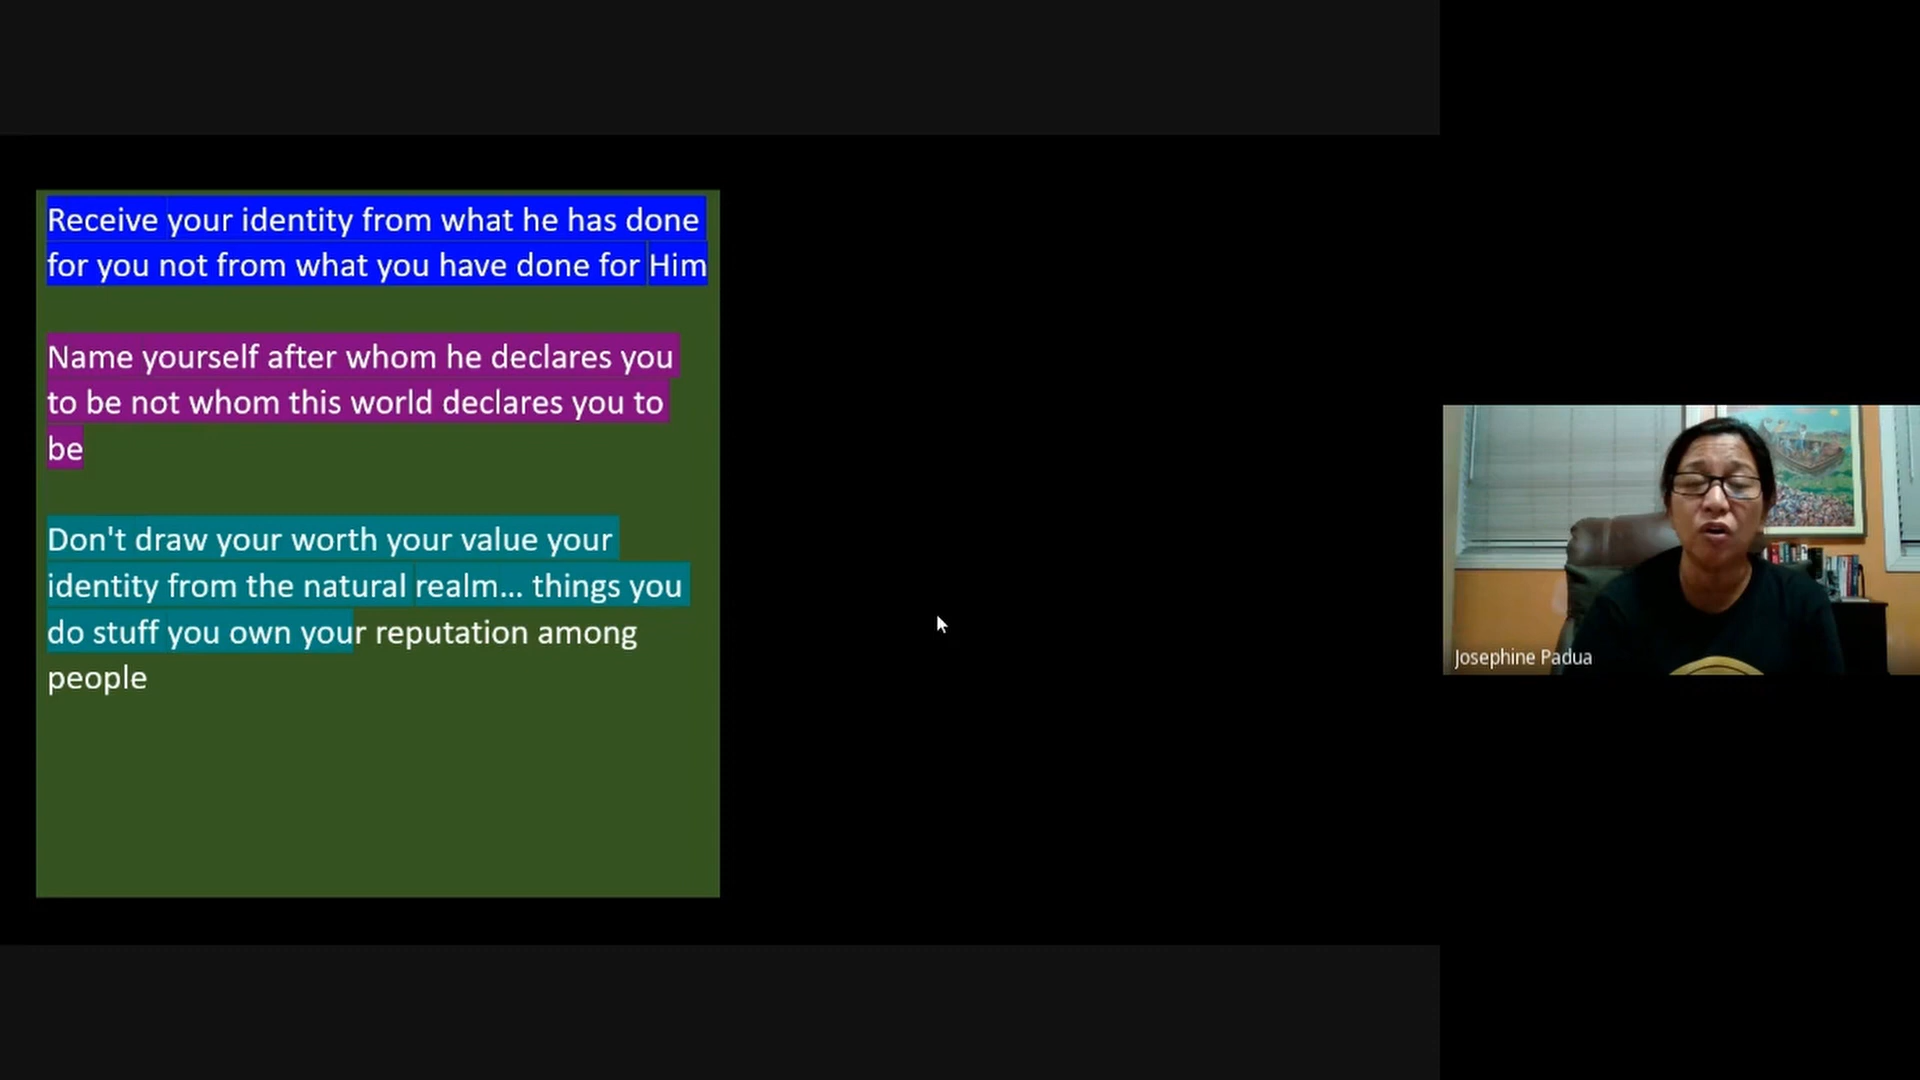 Receive your identity from what he has done
for you not from what you have done for Him
Name yourself after whom he declares you
to be not whom this world declares you to
be
Don't draw your worth your value your
identity from the natural realm... things you
do stuff you own your reputation among
people
Josephine Padua